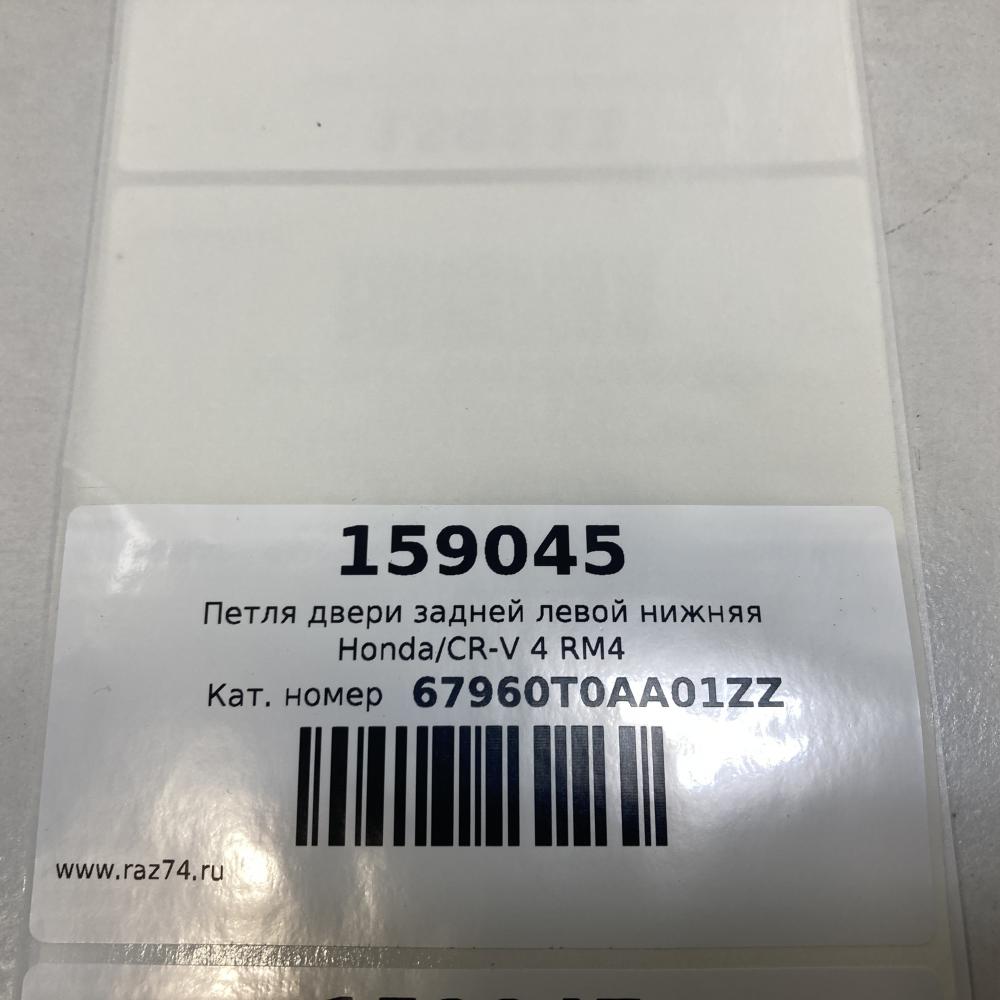 159045
Петля двери задней левой нижняя
Honda/CR-V 4 RM4
Кат. номер 67960T0AA01ZZ
www.raz74.ru